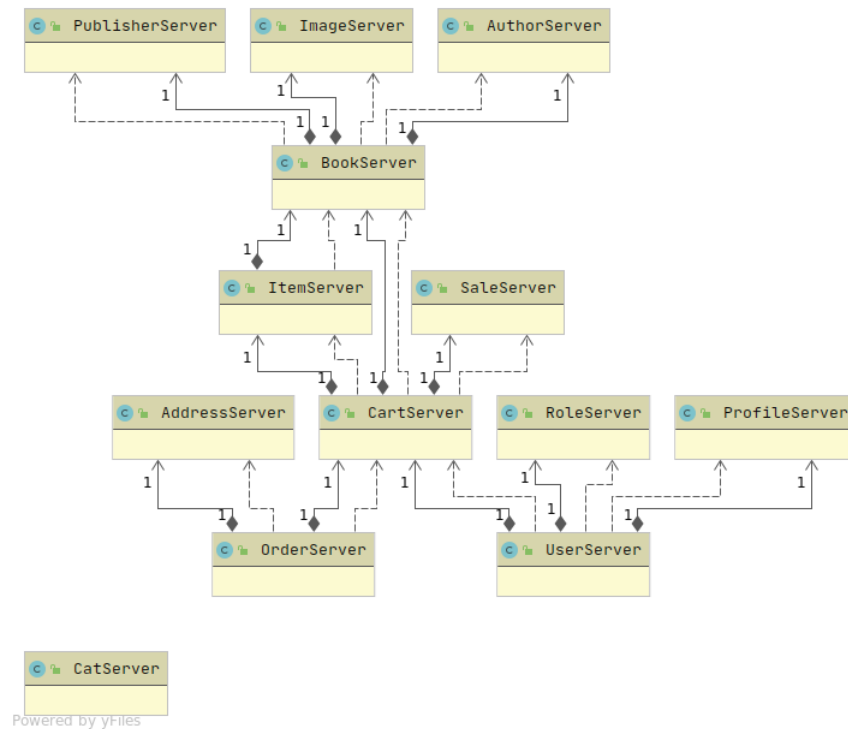 PublisherServer
ImageServer
AuthorServer
1
1
1
1
1
1
BookServer
1
1
1
ItemServer
SaleServer
1
1
1
1
1
AddressServer
CartServer
RoleServer
ProfileServer
1
1
1
1
1
1
1
1
1
1
OrderServer
UserServer
CatServer
Powered by yFiles